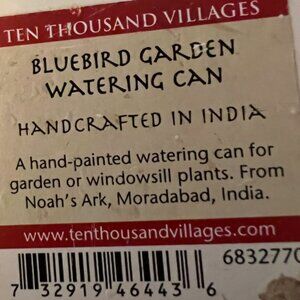 TEN THOUSAND VILLAGES
BLUEBIRD GARDEN
WATERING CAN
HANDCRAFTED IN INDIA
A hand-painted watering can for
garden or windowsill plants. From
Noah's Ark, Moradabad, India.
www.tenthousandvillages.com
6832770
7 32919 46443 6